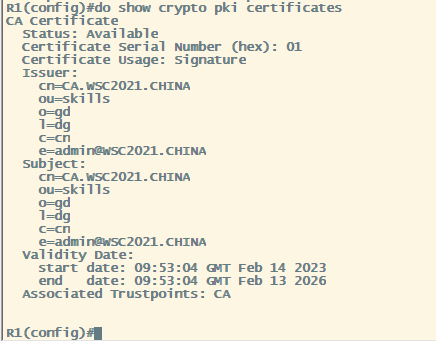 R1(config)#do show crypto pki certificates
CA Certificate
  Status: Available
  Certificate Serial Number (hex): 01
  Certificate Usage: Signature
  Issuer:
    cn=CA.WSC2021.CHINA
    ou=skills
    o=gd
    l=dg
    c=cn
    e=admin@WSC2021.CHINA
  Subject:
    cn=CA.WSC2021.CHINA
    ou=skills
    o=gd
    l=dg
    c=cn
    e=admin@WSC2021.CHINA
  Validity Date:
    start date: 09:53:04 GMT Feb 14 2023
    end   date: 09:53:04 GMT Feb 13 2026
  Associated Trustpoints: CA
R1(config)#